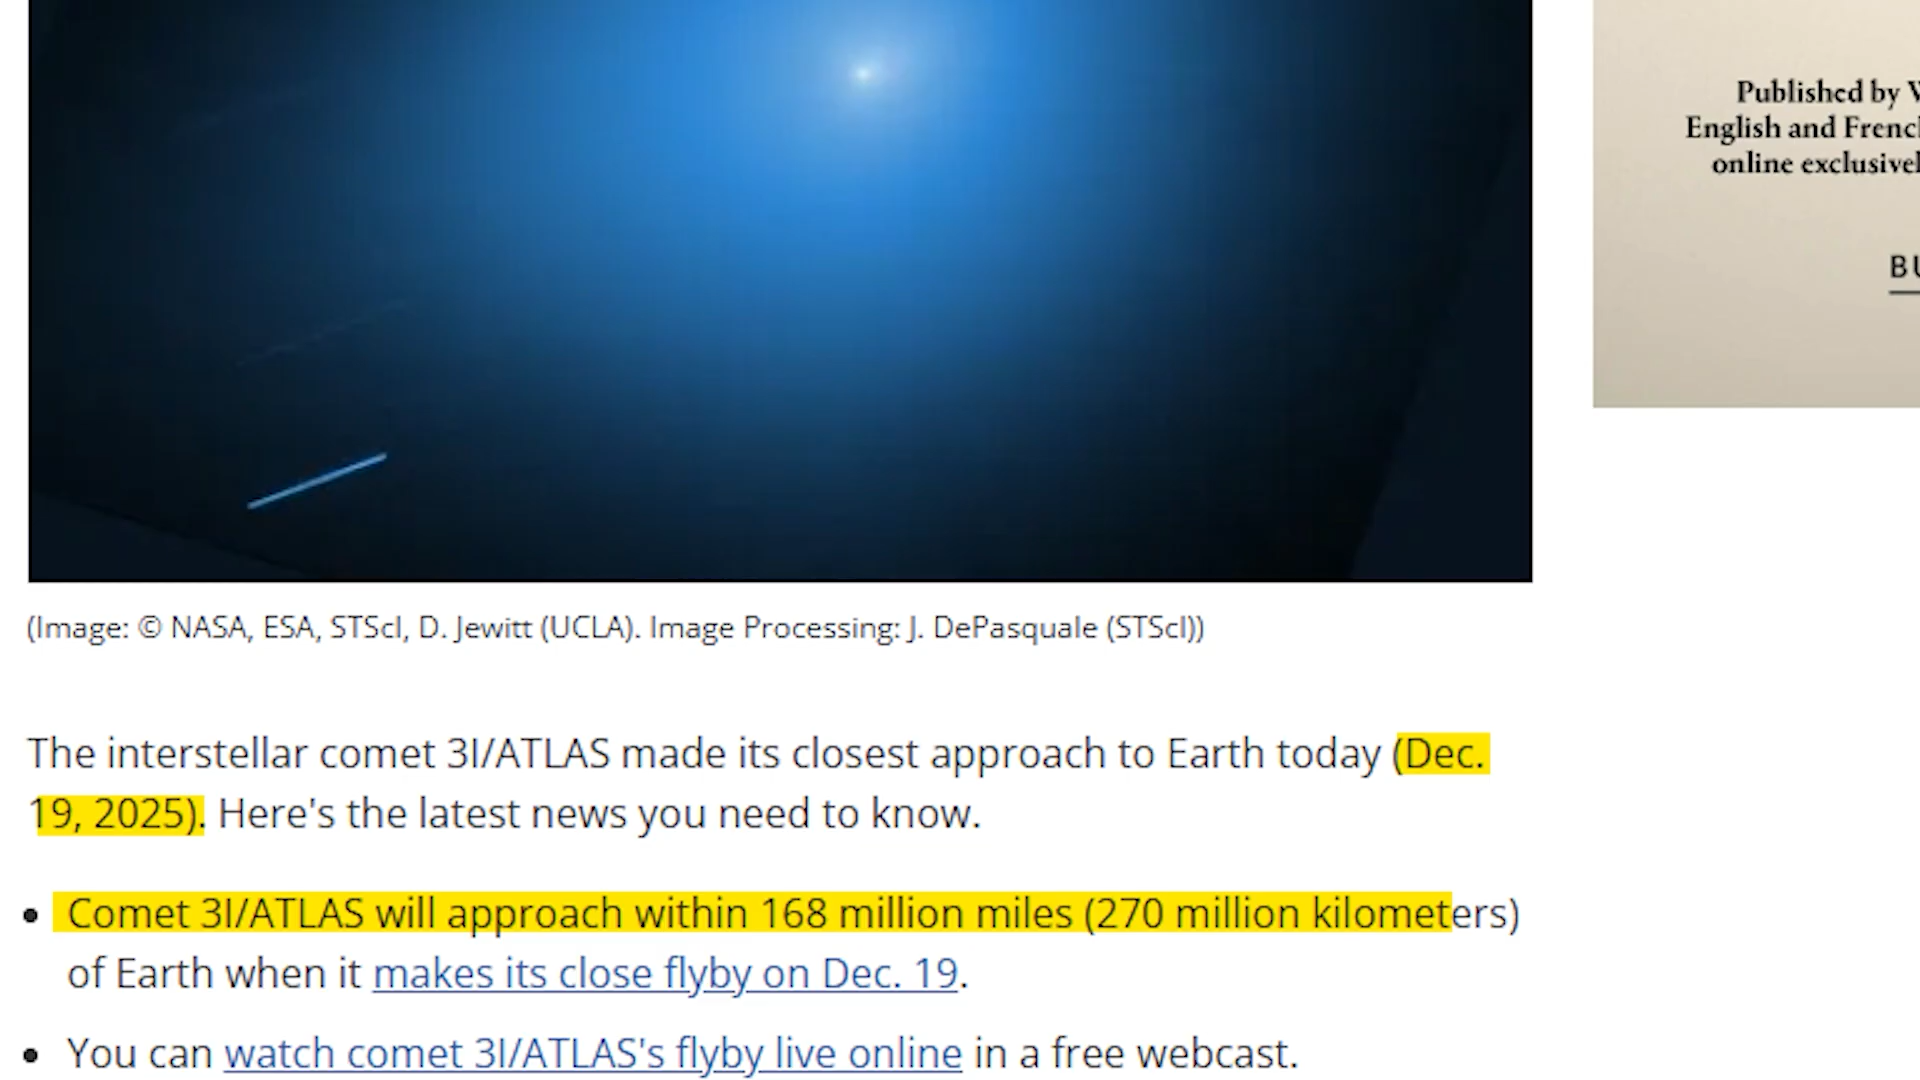 Published by
English and
online
(Image: © NASA, ESA, STScI, D. Jewitt (UCLA). Image Processing: J. DePasquale (STScI))
The interstellar comet 3I/ATLAS made its closest approach to Earth today (Dec.
19, 2025). Here's the latest news you need to know.
• Comet 3I/ATLAS will approach within 168 million miles (270 million kilometers)
of Earth when it makes its close flyby on Dec. 19.
• You can watch comet 3I/ATLAS's flyby live online in a free webcast.